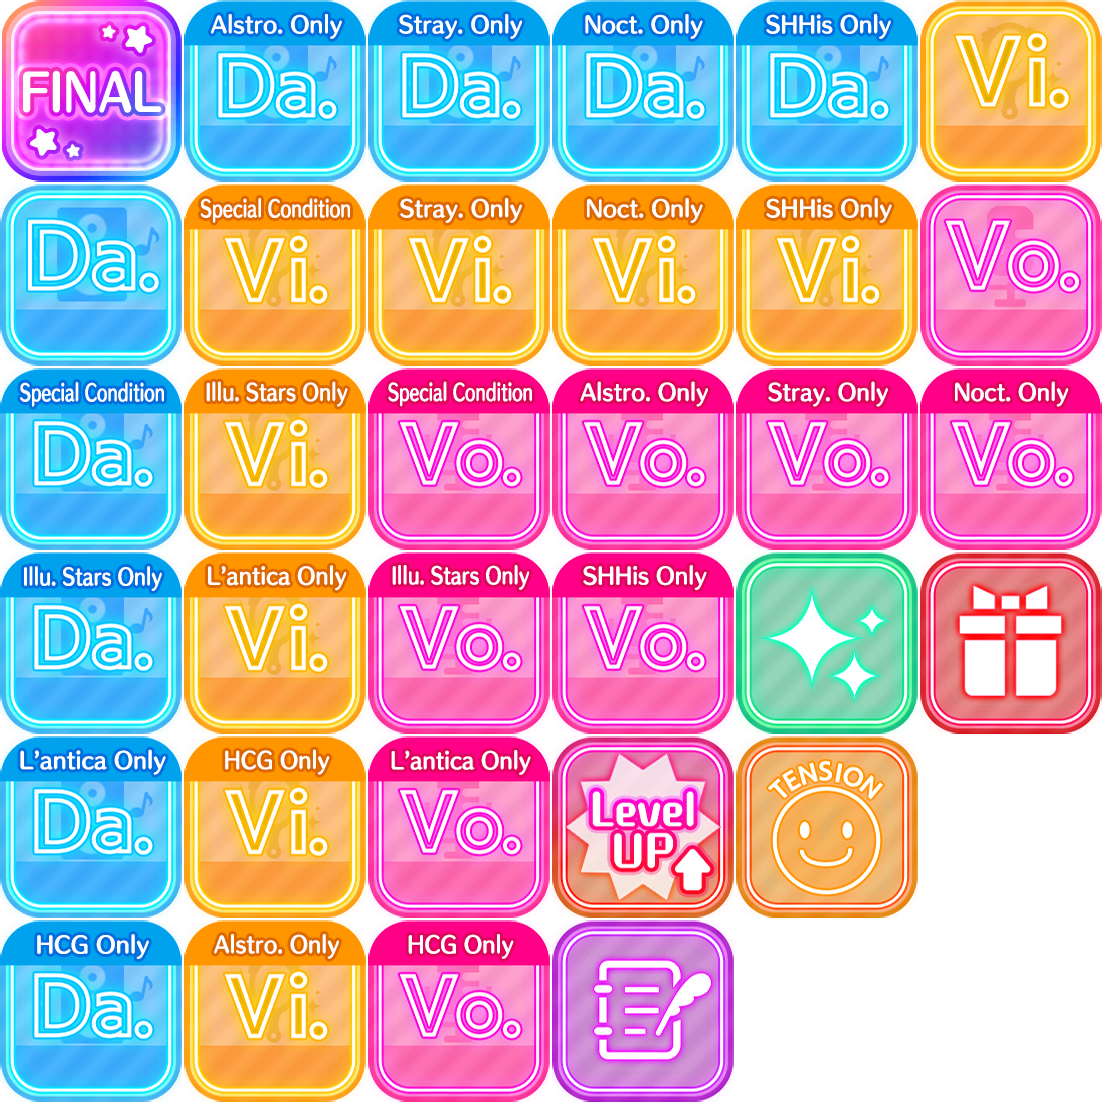 FINAL
Alstro. Only
Da.
Stray. Only
Da.
Noct. Only
Da.
SHHis Only
Da.
Vi.
Da.
Special Condition
Vi.
Stray. Only
Vi.
Noct. Only
Vi.
SHHis Only
Vi.
Vo.
Special Condition
Da.
Illu. Stars Only
Vi.
Special Condition
Vo.
Alstro. Only
Vo.
Stray. Only
Vo.
Noct. Only
Vo.
Illu. Stars Only
Da.
L'antica Only
Vi.
Illu. Stars Only
Vo.
SHHis Only
Vo.
L'antica Only
Da.
HCG Only
Vi.
L'antica Only
Vo.
Level
UP
TENSION
HCG Only
Da.
Alstro. Only
Vi.
HCG Only
Vo.